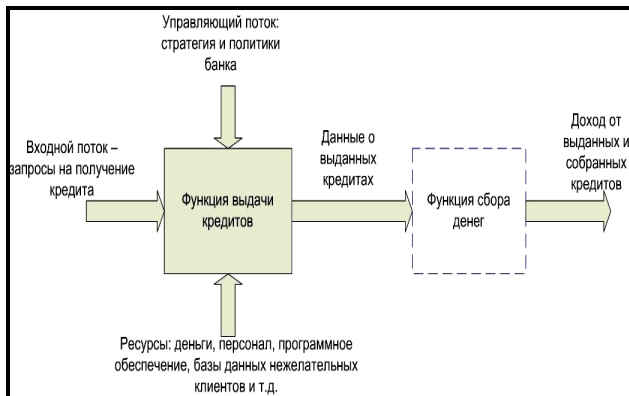 Управляющий поток:
стратегия и политики
банка
Входной поток –
запросы на получение
кредита
Функция выдачи
кредитов
Данные о
выданных
кредитах
Функция сбора
денег
Доход от
выданных и
собранных
кредитов
Ресурсы: деньги, персонал, программное
обеспечение, базы данных нежелательных
клиентов и т.д.